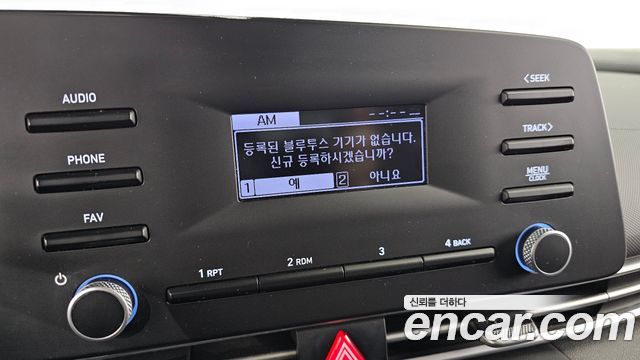 AUDIO
PHONE
FAV
AM
--:--
등록된 블루투스 기기가 없습니다.
신규 등록하시겠습니까?
1 예 2 아니요
<SEEK
TRACK>
MENU
CLOCK
1 RPT
2 RDM
3
4 BACK
신뢰를 더하다
encar.com